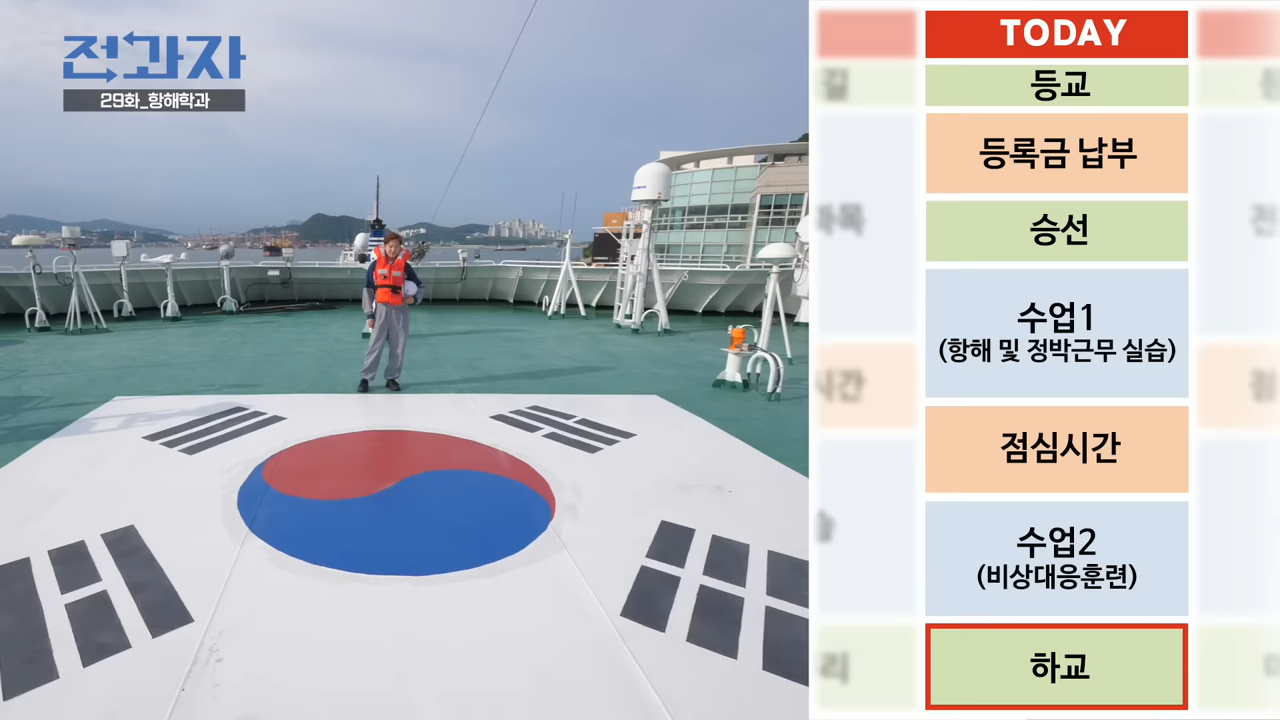 전과자
29화_항해학과
TODAY
등교
등록금 납부
승선
수업1
(항해 및 정박근무 실습)
점심시간
수업2
(비상대응훈련)
하교